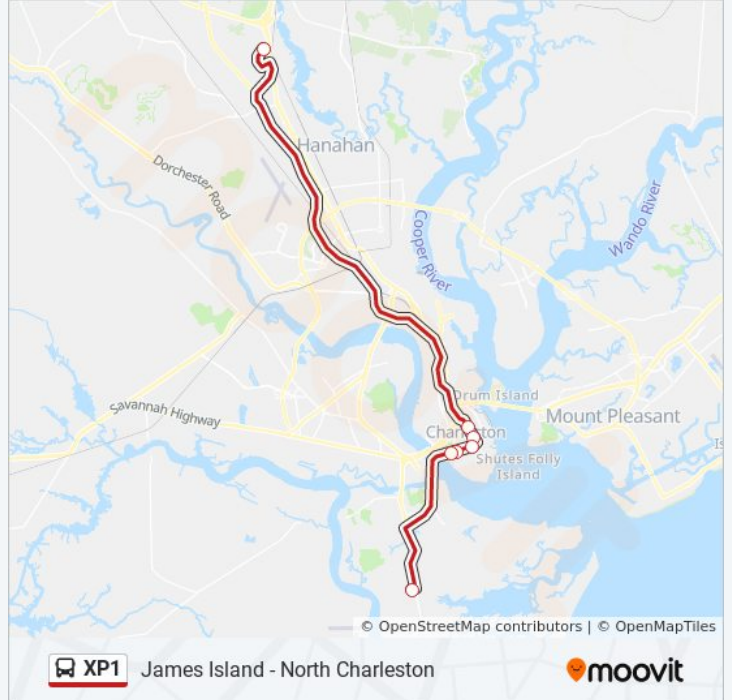 Hanahan
Dorchester Road
Cooper River
Wando River
Drum Island
Savannah Highway
Mount Pleasant
Shutes Folly
Island
© OpenStreetMap contributors | © OpenMapTiles
XP1 James Island - North Charleston
moovit